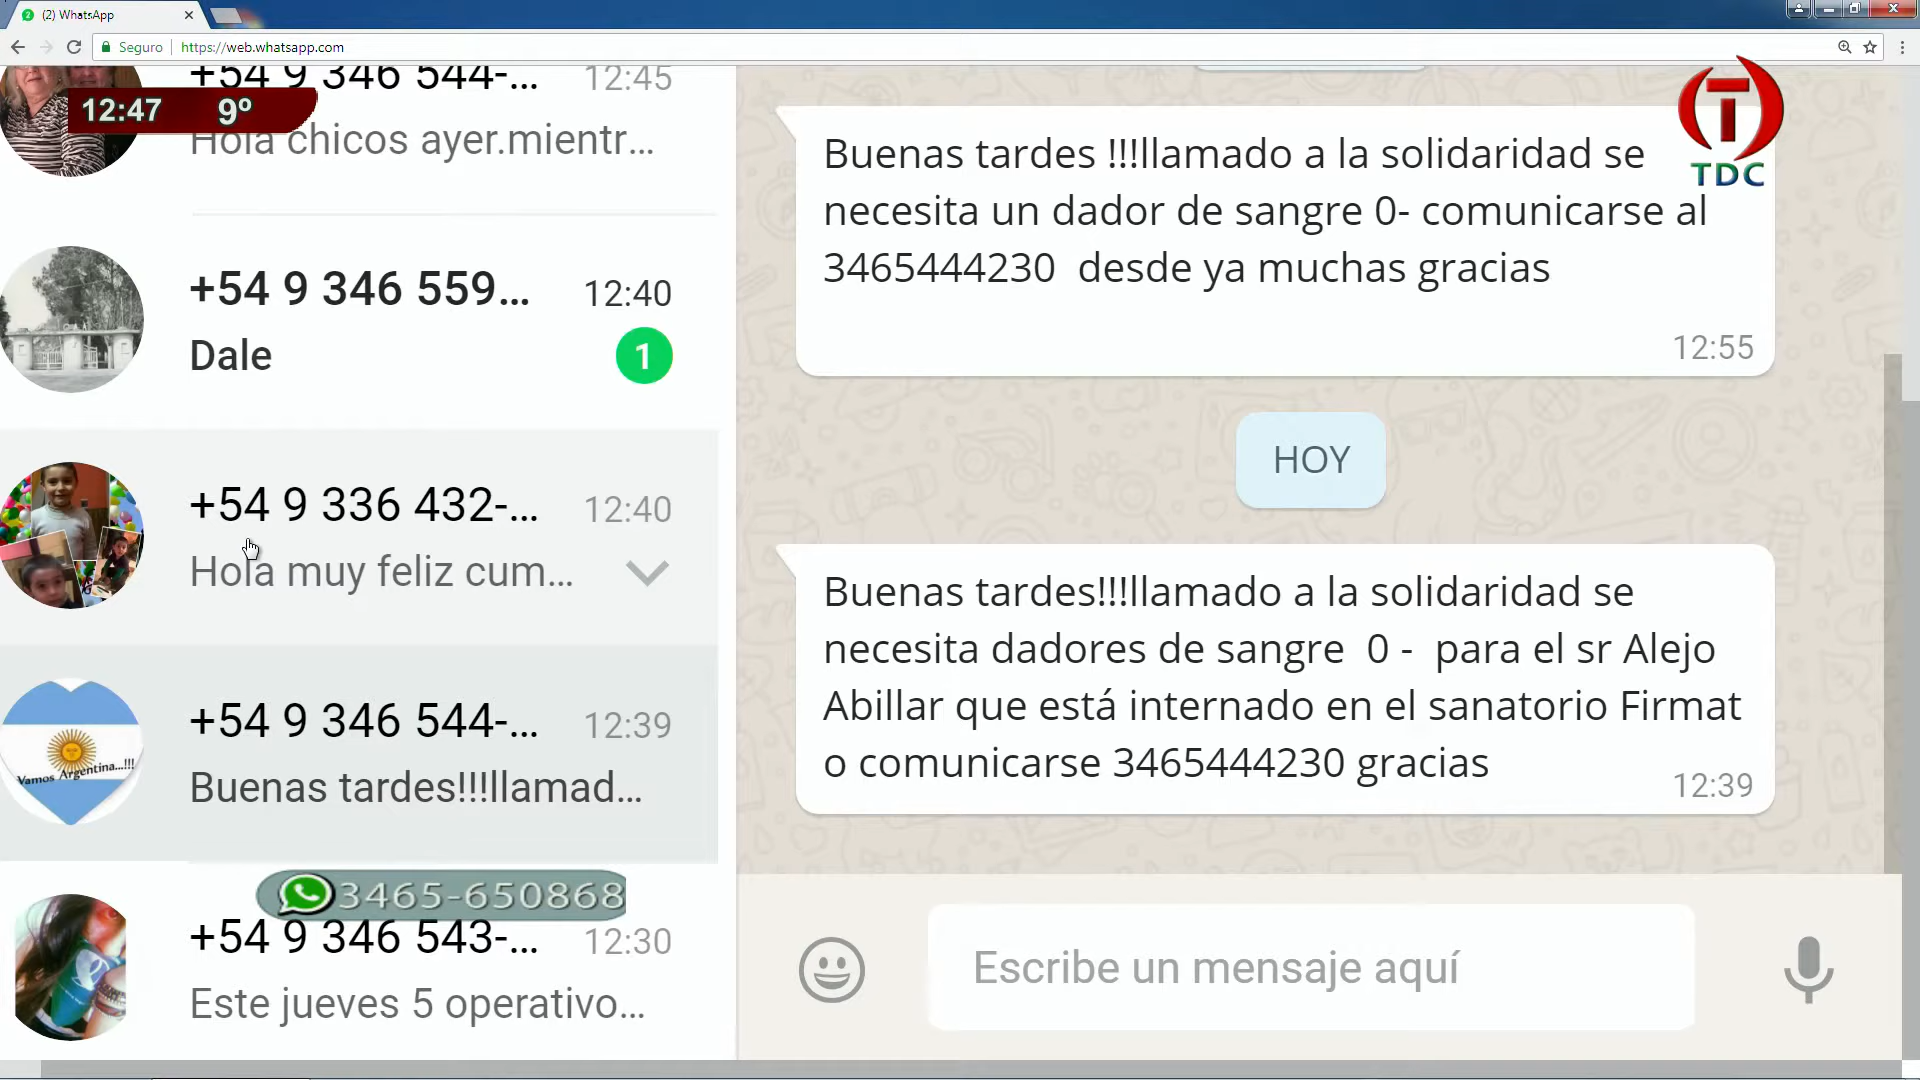 (2) WhatsApp
Seguro
https://web.whatsapp.com
+54 9 346 544-...
12:45
12:47 9º
Hola chicos ayer.mientr...
+54 9 346 559...
12:40
Dale
1
+54 9 336 432-...
12:40
Hola muy feliz cum...
Vamos Argentina...!!!
+54 9 346 544-...
12:39
Buenas tardes!!!llamad...
3465-650868
+54 9 346 543-...
12:30
Este jueves 5 operativo...
T
TDC
Buenas tardes !!!llamado a la solidaridad se
necesita un dador de sangre 0- comunicarse al
3465444230 desde ya muchas gracias
12:55
HOY
Buenas tardes!!!llamado a la solidaridad se
necesita dadores de sangre 0 - para el sr Alejo
Abillar que está internado en el sanatorio Firmat
o comunicarse 3465444230 gracias
12:39
Escribe un mensaje aquí